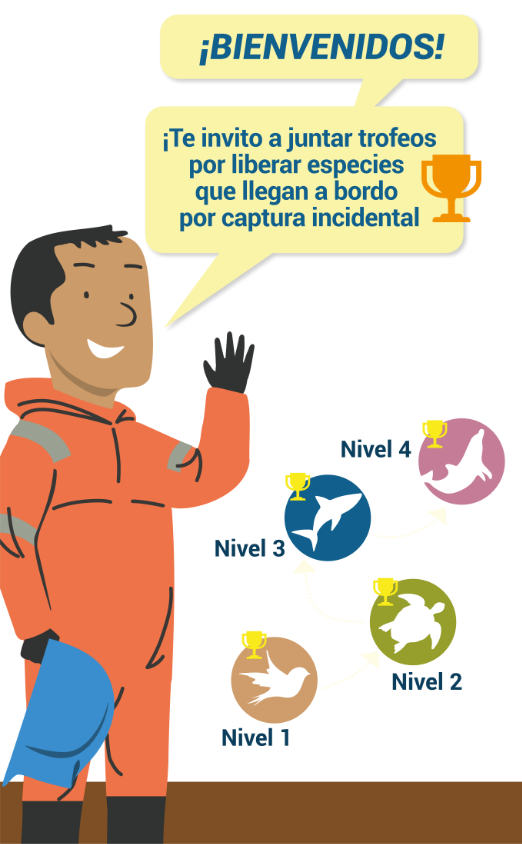 ¡BIENVENIDOS!
¡Te invito a juntar trofeos
por liberar especies
que llegan a bordo
por captura incidental
Nivel 4
Nivel 3
Nivel 2
Nivel 1